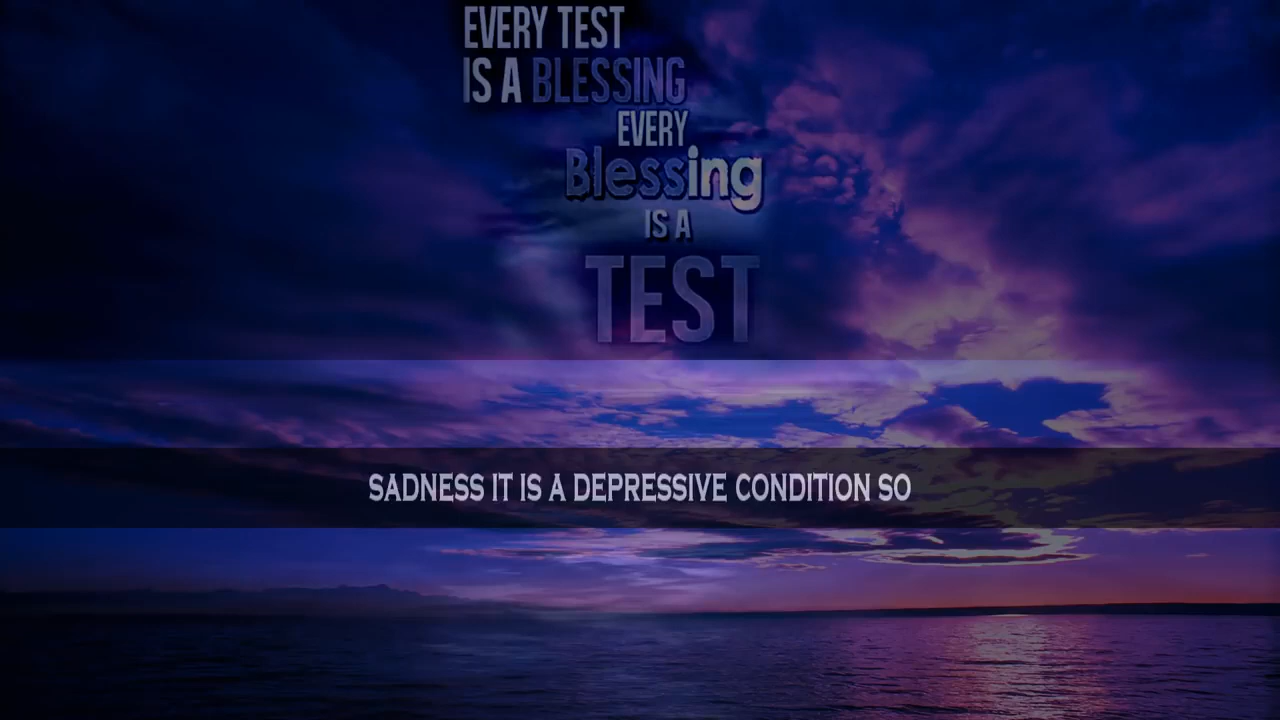 EVERY TEST
IS A BLESSING
EVERY
Blessing
IS A
TEST
SADNESS IT IS A DEPRESSIVE CONDITION SO